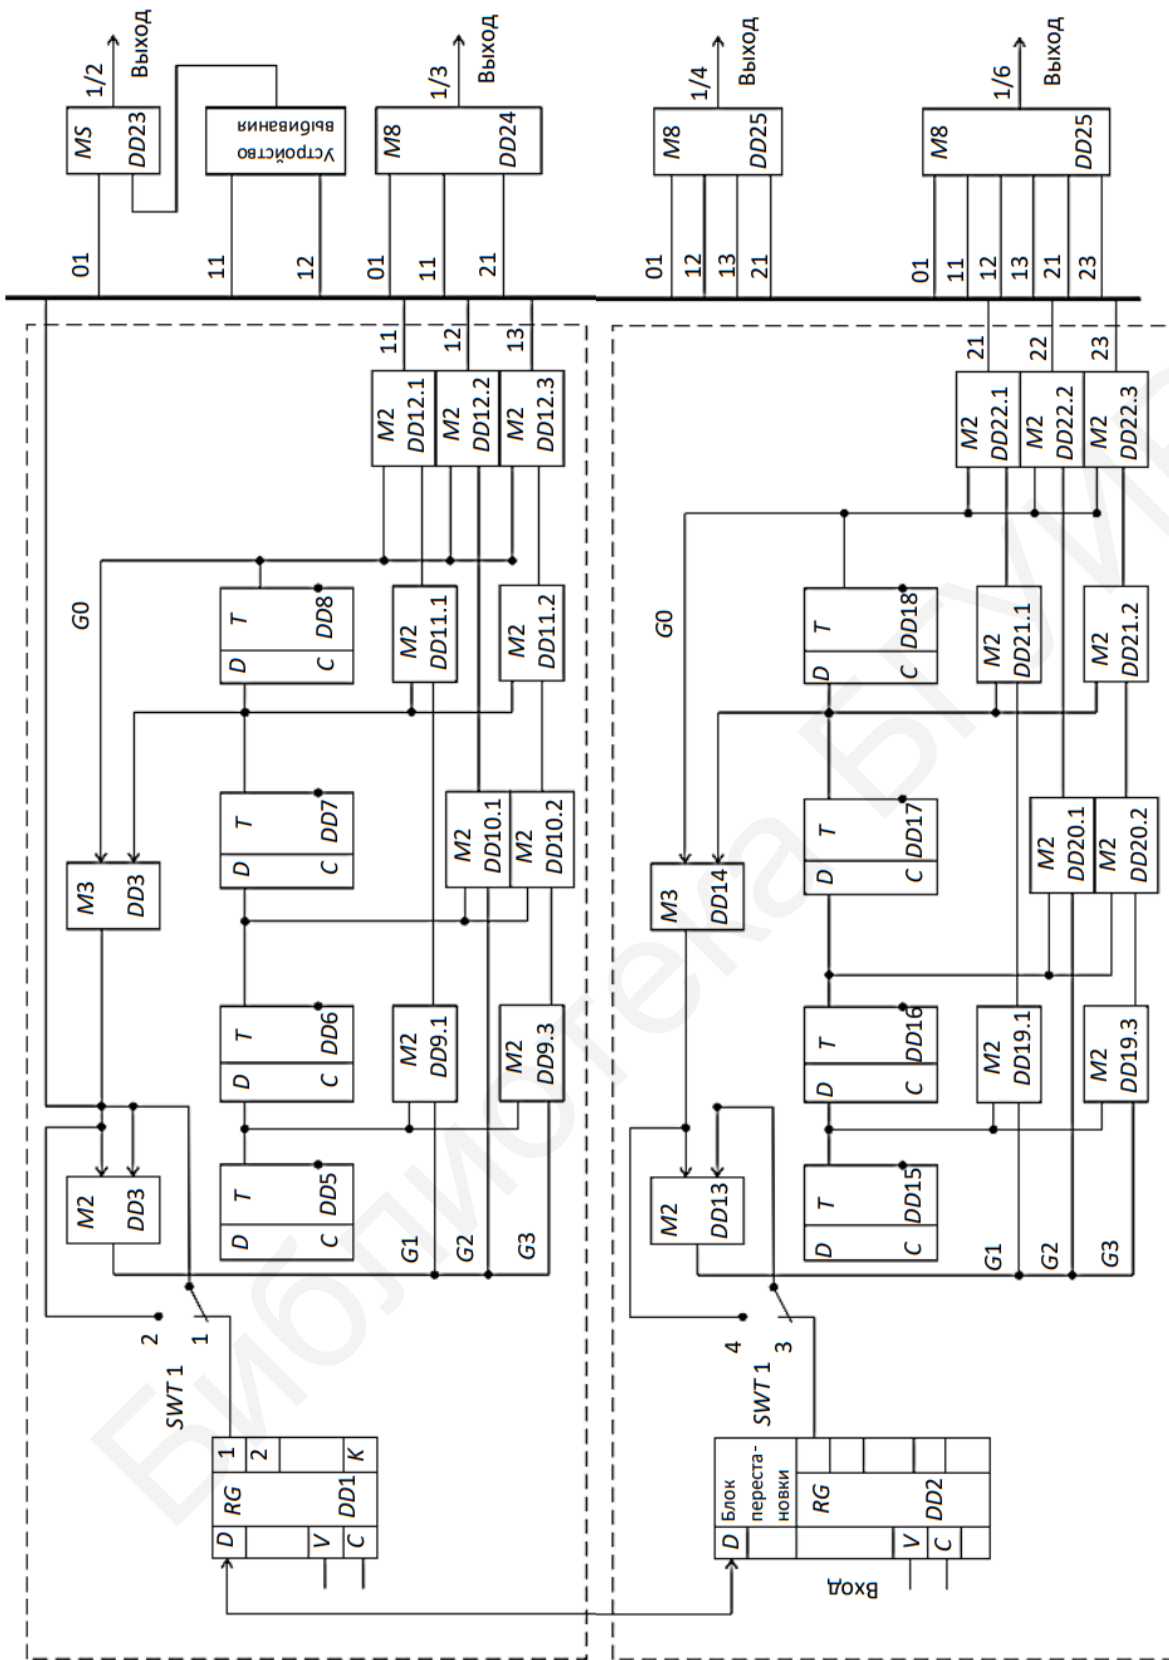 MS
DD23
1/2
Выход
Устройство
выбивания
M8
DD24
1/3
Выход
M8
DD25
1/4
Выход
M8
DD25
1/6
Выход
01
11
12
01
11
21
01
12
13
21
01
11
12
13
21
23
11
12
13
M2
DD12.1
M2
DD12.2
M2
DD12.3
21
22
23
M2
DD22.1
M2
DD22.2
M2
DD22.3
G0
D
T
C
DD8
M2
DD11.1
M2
DD11.2
G0
D
T
C
DD18
M2
DD21.1
M2
DD21.2
M3
DD3
D
T
C
DD7
M2
DD10.1
M2
DD10.2
M3
DD14
D
T
C
DD17
M2
DD20.1
M2
DD20.2
D
T
C
DD6
M2
DD9.1
M2
DD9.3
D
T
C
DD16
M2
DD19.1
M2
DD19.3
M2
DD3
D
T
C
DD5
G1
G2
G3
M2
DD13
D
T
C
DD15
G1
G2
G3
2
1
SWT 1
4
3
SWT 1
D
RG
1
2
K
V
C
DD1
D
Блок
переста-
новки
RG
V
C
DD2
Вход
Библиотека БГУИР